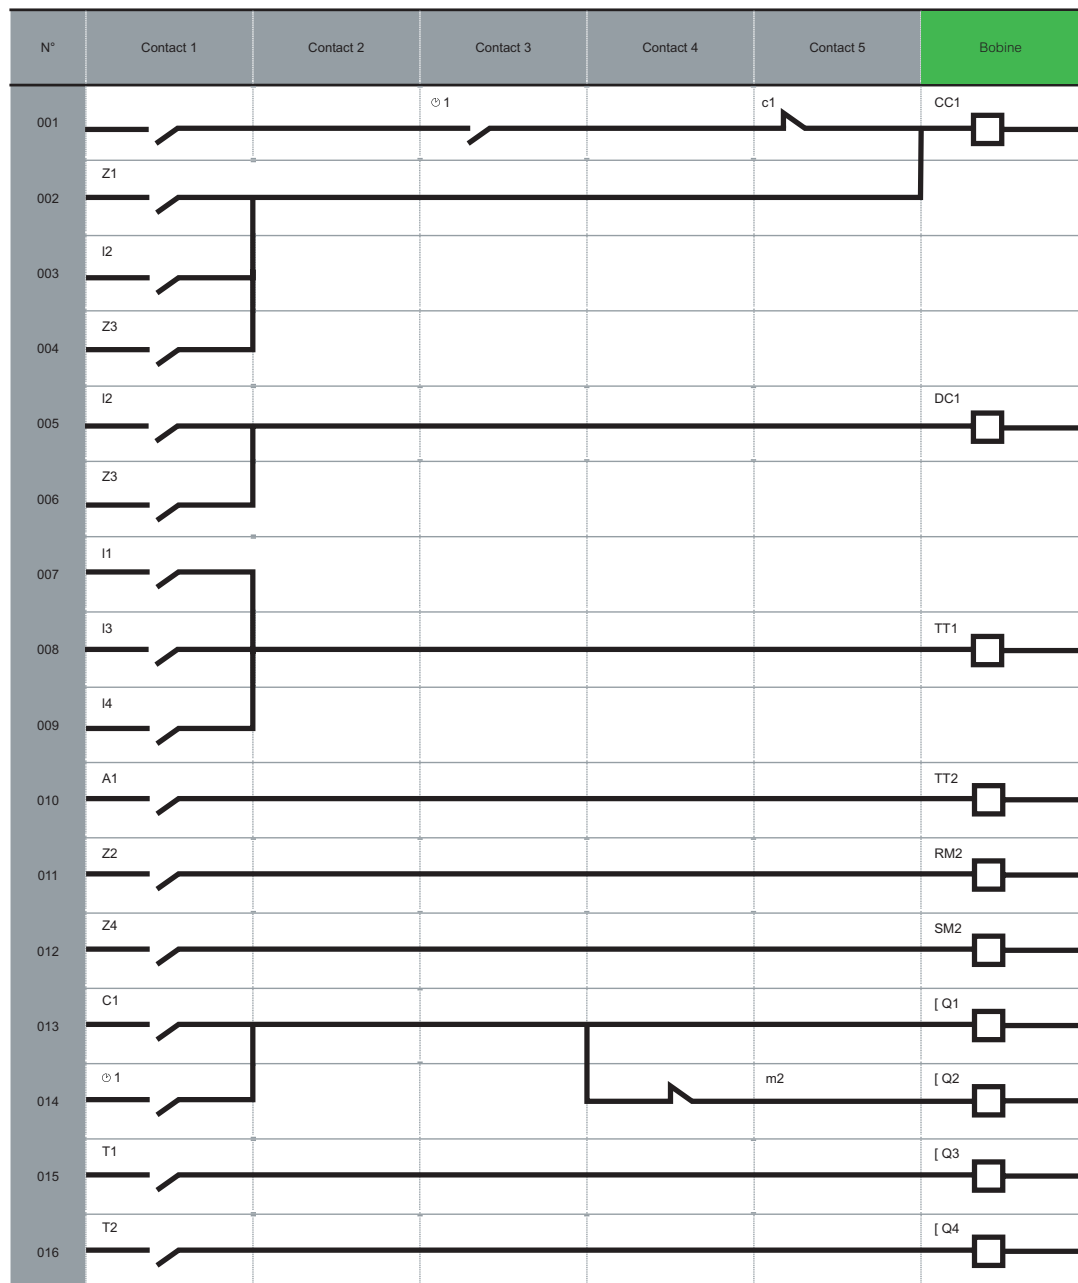 N° Contact 1 Contact 2 Contact 3 Contact 4 Contact 5 Bobine
001 1 c1 CC1
002 Z1
003 I2
004 Z3
005 I2 DC1
006 Z3
007 I1
008 I3 TT1
009 I4
010 A1 TT2
011 Z2 RM2
012 Z4 SM2
013 C1 [ Q1
014 1 m2 [ Q2
015 T1 [ Q3
016 T2 [ Q4